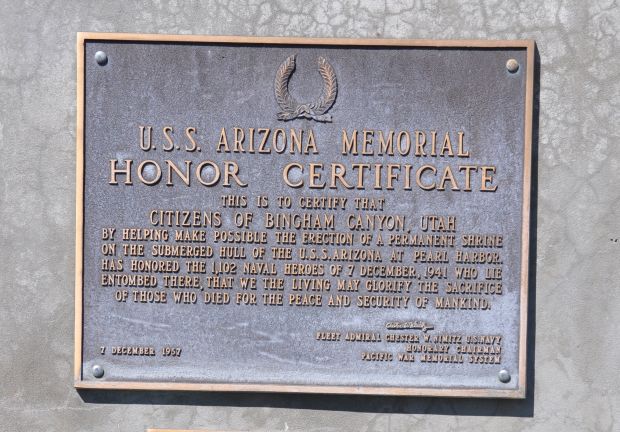 U.S.S. ARIZONA MEMORIAL
HONOR CERTIFICATE
THIS IS TO CERTIFY THAT
CITIZENS OF BINGHAM CANYON, UTAH
BY HELPING MAKE POSSIBLE THE ERECTION OF A PERMANENT SHRINE
ON THE SUBMERGED HULL OF THE U.S.S. ARIZONA AT PEARL HARBOR.
HAS HONORED THE 1,102 NAVAL HEROES OF 7 DECEMBER, 1941 WHO LIE
ENTOMBED THERE, THAT WE THE LIVING MAY GLORIFY THE SACRIFICE
OF THOSE WHO DIED FOR THE PEACE AND SECURITY OF MANKIND.
FLEET ADMIRAL CHESTER W. NIMITZ U.S. NAVY
HONORARY CHAIRMAN
7 DECEMBER 1957 PACIFIC WAR MEMORIAL SYSTEM